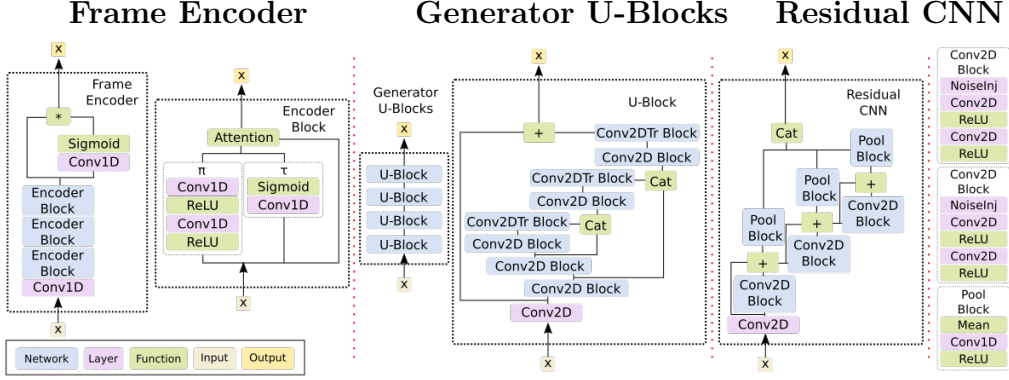 Frame Encoder
Generator U-Blocks
Residual CNN
x
Frame
Encoder
*
Sigmoid
Conv1D
Encoder
Block
Encoder
Block
Encoder
Block
Conv1D
x
x
Encoder
Block
Attention
π
Conv1D
ReLU
Conv1D
ReLU
τ
Sigmoid
Conv1D
x
Network
Layer
Function
Input
Output
Generator
U-Blocks
x
U-Block
U-Block
U-Block
U-Block
x
x
U-Block
+
Conv2DTr Block
Conv2D Block
Cat
Conv2DTr Block
Conv2D Block
Cat
Conv2DTr Block
Conv2D Block
Conv2D Block
Conv2D Block
Conv2D
x
x
Residual
CNN
Cat
Pool
Block
+
Conv2D
Block
Pool
Block
+
Conv2D
Block
Pool
Block
+
Conv2D
Block
Conv2D
x
Conv2D
Block
NoiseInj
Conv2D
ReLU
Conv2D
ReLU
Conv2D
Block
NoiseInj
Conv2D
ReLU
Conv2D
ReLU
Pool
Block
Mean
Conv1D
ReLU